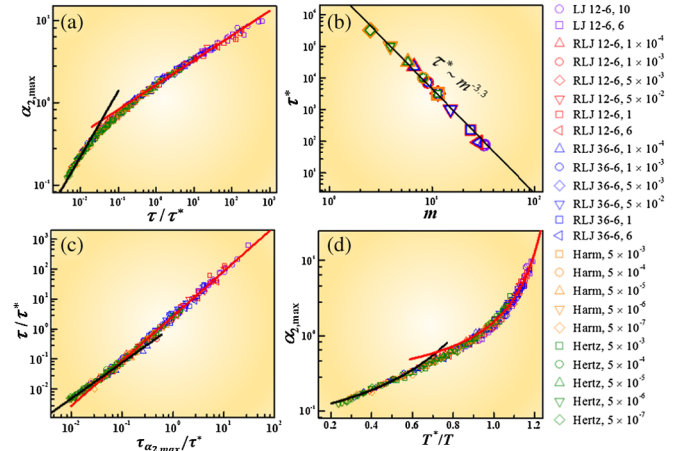 (a)
10¹
10⁰
10⁻¹
α₂,max
10⁻² 10⁻¹ 10⁰ 10¹ 10² 10³
τ / τ*
(b)
10⁶
10⁵
10⁴
10³
10²
10¹
10⁰
τ*
τ* ~ m⁻³·³
10⁰ 10¹ 10²
m
(c)
10³
10²
10¹
10⁰
10⁻¹
10⁻²
τ / τ*
10⁻² 10⁻¹ 10⁰ 10¹ 10²
τα₂,max/τ*
(d)
10¹
10⁰
10⁻¹
α₂,max
0.2 0.4 0.6 0.8 1.0 1.2
T*/T
LJ 12-6, 10
LJ 12-6, 6
RLJ 12-6, 1 × 10⁻⁴
RLJ 12-6, 1 × 10⁻³
RLJ 12-6, 5 × 10⁻³
RLJ 12-6, 5 × 10⁻²
RLJ 12-6, 1
RLJ 12-6, 6
RLJ 36-6, 1 × 10⁻⁴
RLJ 36-6, 1 × 10⁻³
RLJ 36-6, 5 × 10⁻³
RLJ 36-6, 5 × 10⁻²
RLJ 36-6, 1
RLJ 36-6, 6
Harm, 5 × 10⁻³
Harm, 5 × 10⁻⁴
Harm, 5 × 10⁻⁵
Harm, 5 × 10⁻⁶
Harm, 5 × 10⁻⁷
Hertz, 5 × 10⁻³
Hertz, 5 × 10⁻⁴
Hertz, 5 × 10⁻⁵
Hertz, 5 × 10⁻⁶
Hertz, 5 × 10⁻⁷